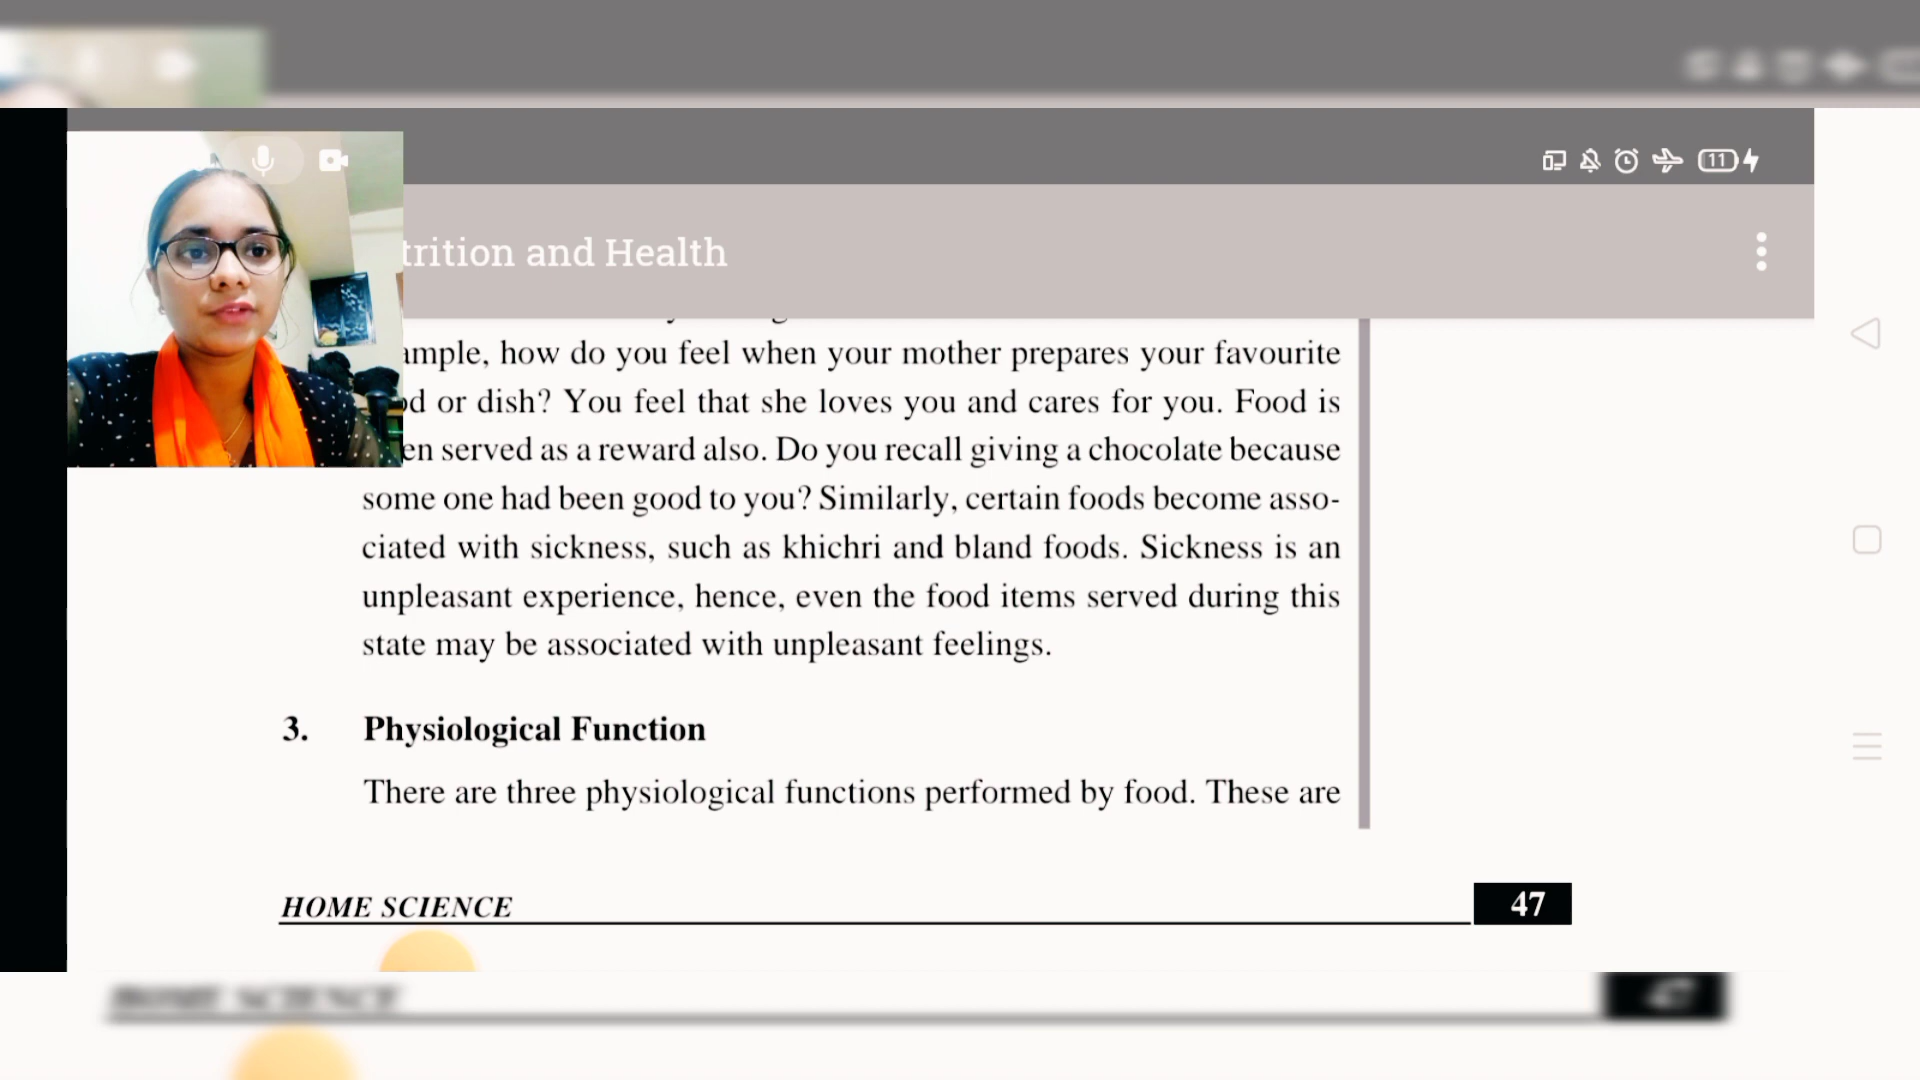 11
trition and Health
ample, how do you feel when your mother prepares your favourite
od or dish? You feel that she loves you and cares for you. Food is
en served as a reward also. Do you recall giving a chocolate because
some one had been good to you? Similarly, certain foods become asso-
ciated with sickness, such as khichri and bland foods. Sickness is an
unpleasant experience, hence, even the food items served during this
state may be associated with unpleasant feelings.
3. Physiological Function
There are three physiological functions performed by food. These are
HOME SCIENCE 47
HOME SCIENCE 47